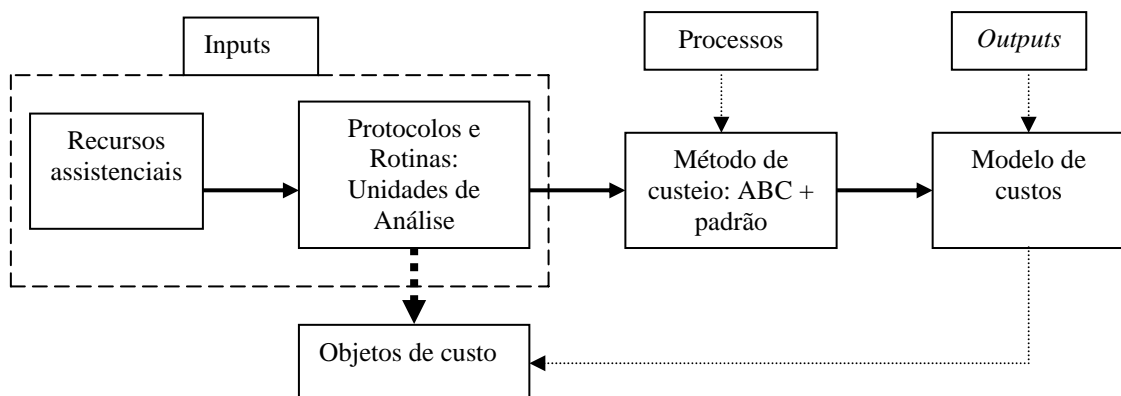 Inputs
Processos
Outputs
Recursos
assistenciais
Protocolos e
Rotinas:
Unidades de
Análise
Método de
custeio: ABC +
padrão
Modelo de
custos
Objetos de custo